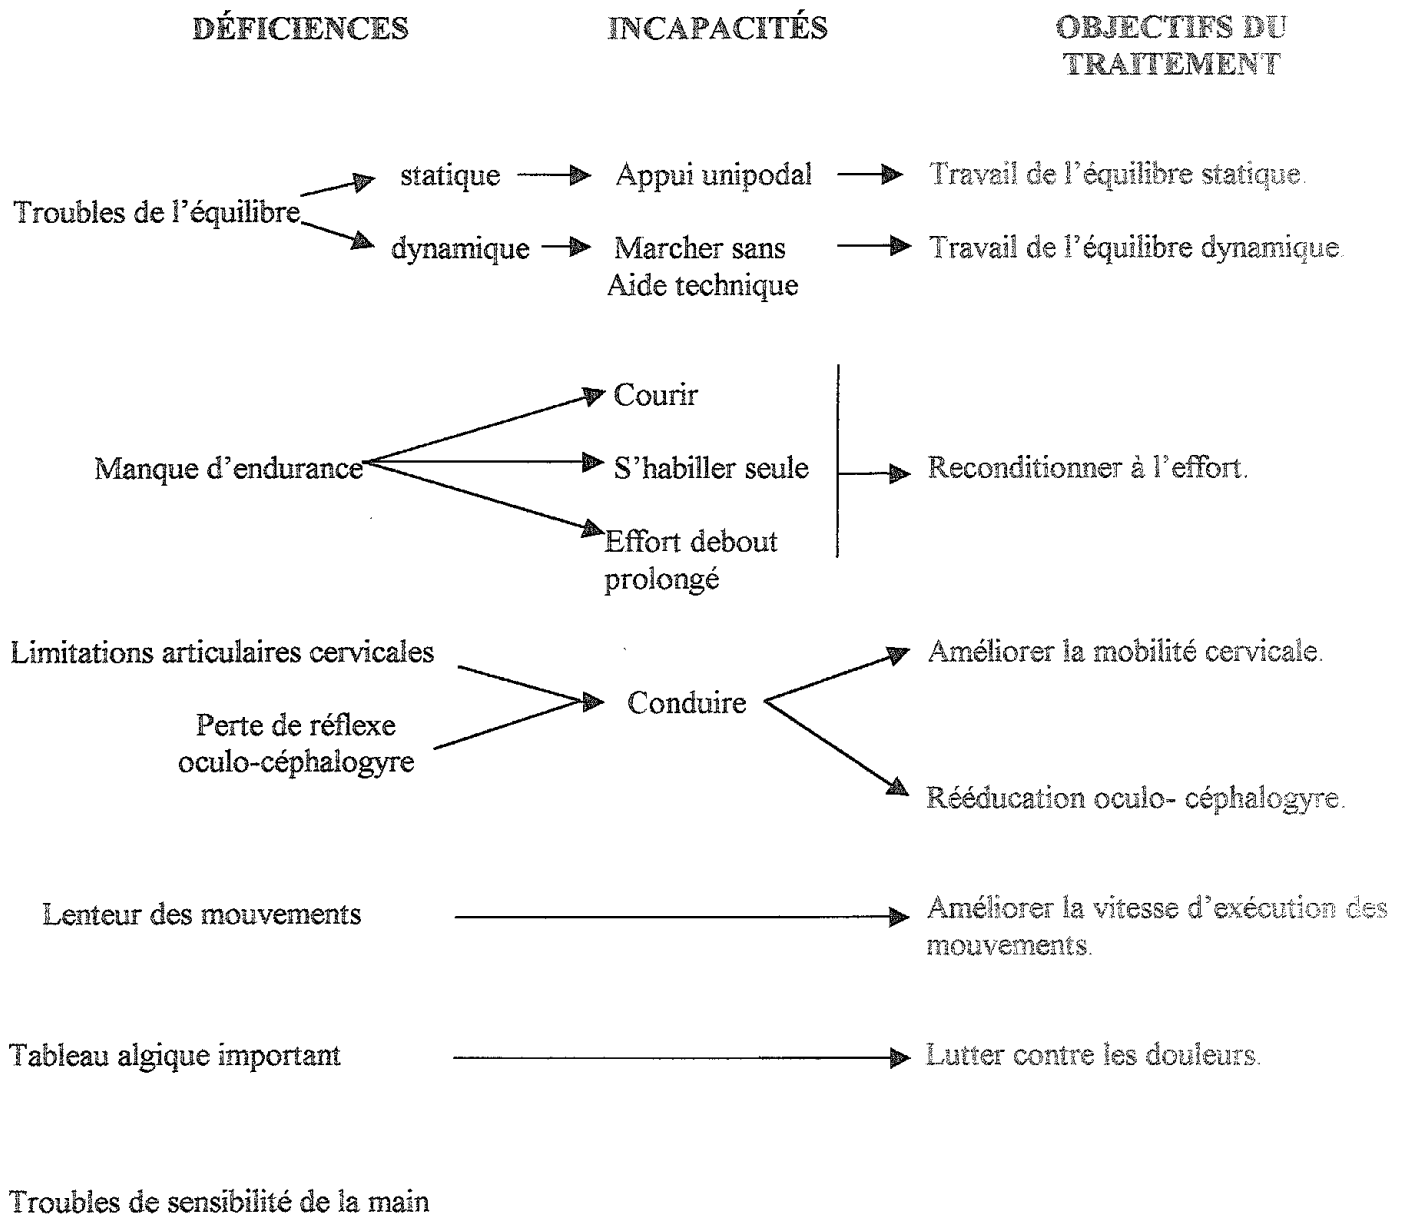 DÉFICIENCES INCAPACITÉS OBJECTIFS DU
TRAITEMENT
statique Appui unipodal Travail de l'équilibre statique.
Troubles de l'équilibre
dynamique Marcher sans Travail de l'équilibre dynamique.
Aide technique
Courir
Manque d'endurance S'habiller seule Reconditionner à l'effort.
Effort debout
prolongé
Limitations articulaires cervicales Améliorer la mobilité cervicale.
Conduire
Perte de réflexe
oculo-céphalogyre
Rééducation oculo- céphalogyre.
Lenteur des mouvements Améliorer la vitesse d'exécution des
mouvements.
Tableau algique important Lutter contre les douleurs.
Troubles de sensibilité de la main